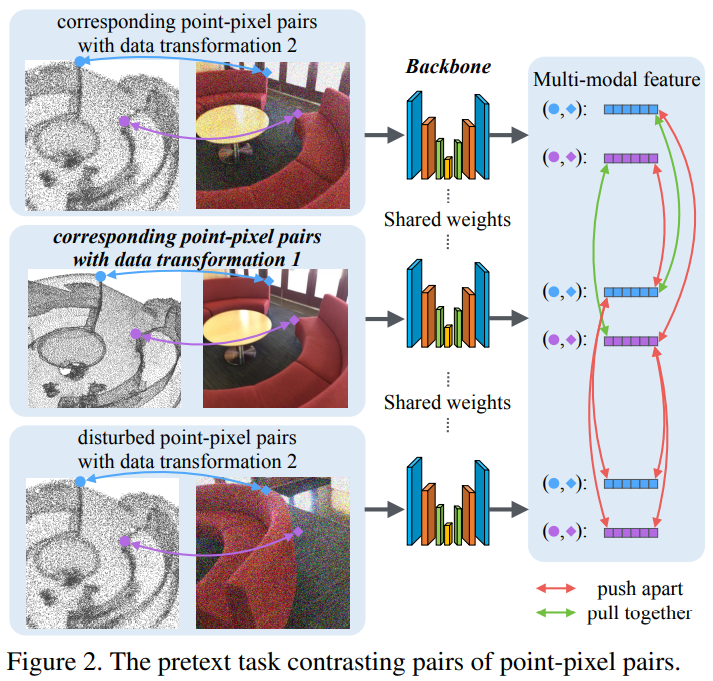 corresponding point-pixel pairs
with data transformation 2
Backbone
Multi-modal feature
(●,◆):
(●,◆):
Shared weights
corresponding point-pixel pairs
with data transformation 1
(●,◆):
(●,◆):
Shared weights
disturbed point-pixel pairs
with data transformation 2
(●,◆):
(●,◆):
push apart
pull together
Figure 2. The pretext task contrasting pairs of point-pixel pairs.